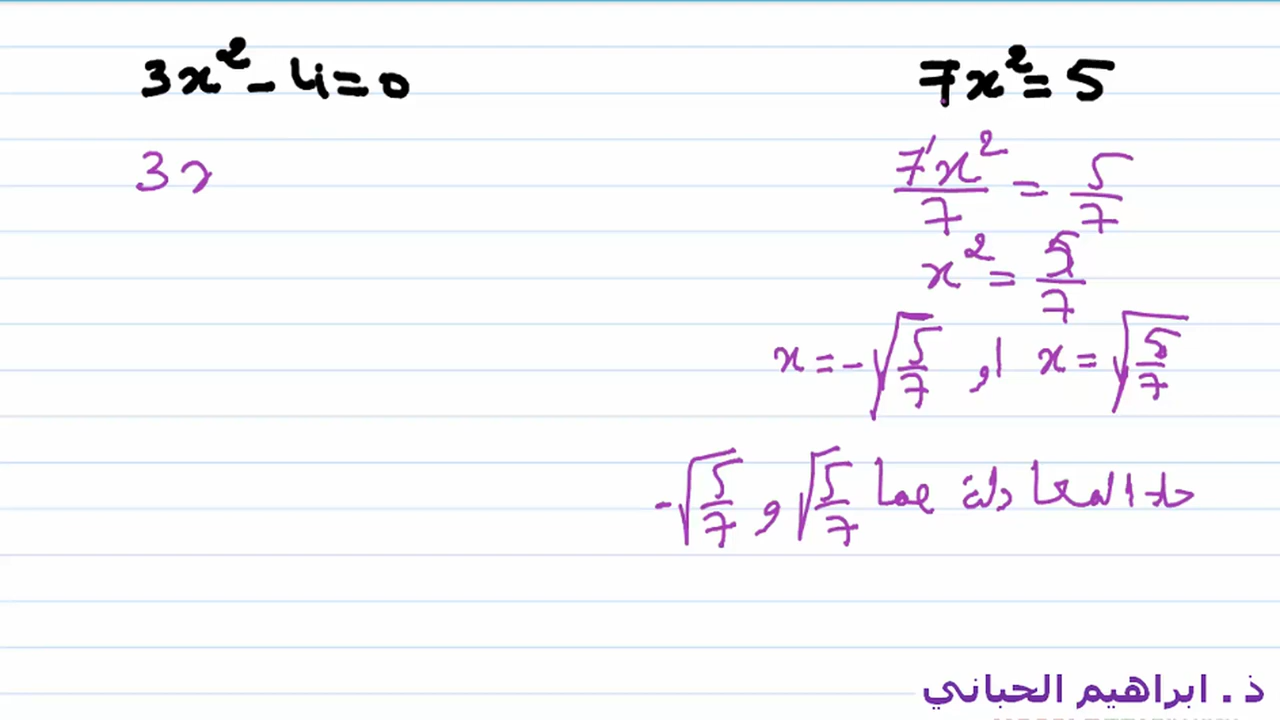 3x² - 4 = 0
3x
7x² = 5
7x²/7 = 5/7
x² = 5/7
x = -√(5/7) او x = √(5/7)
حلا المعادلة هما √(5/7) و -√(5/7)
ذ . ابراهيم الحباني